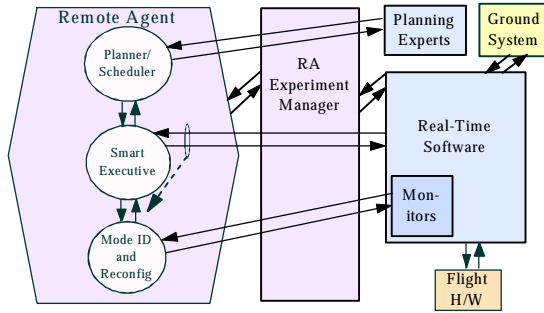 Remote Agent
Planner/
Scheduler
Smart
Executive
Mode ID
and
Reconfig
RA
Experiment
Manager
Planning
Experts
Ground
System
Real-Time
Software
Mon-
itors
Flight
H/W